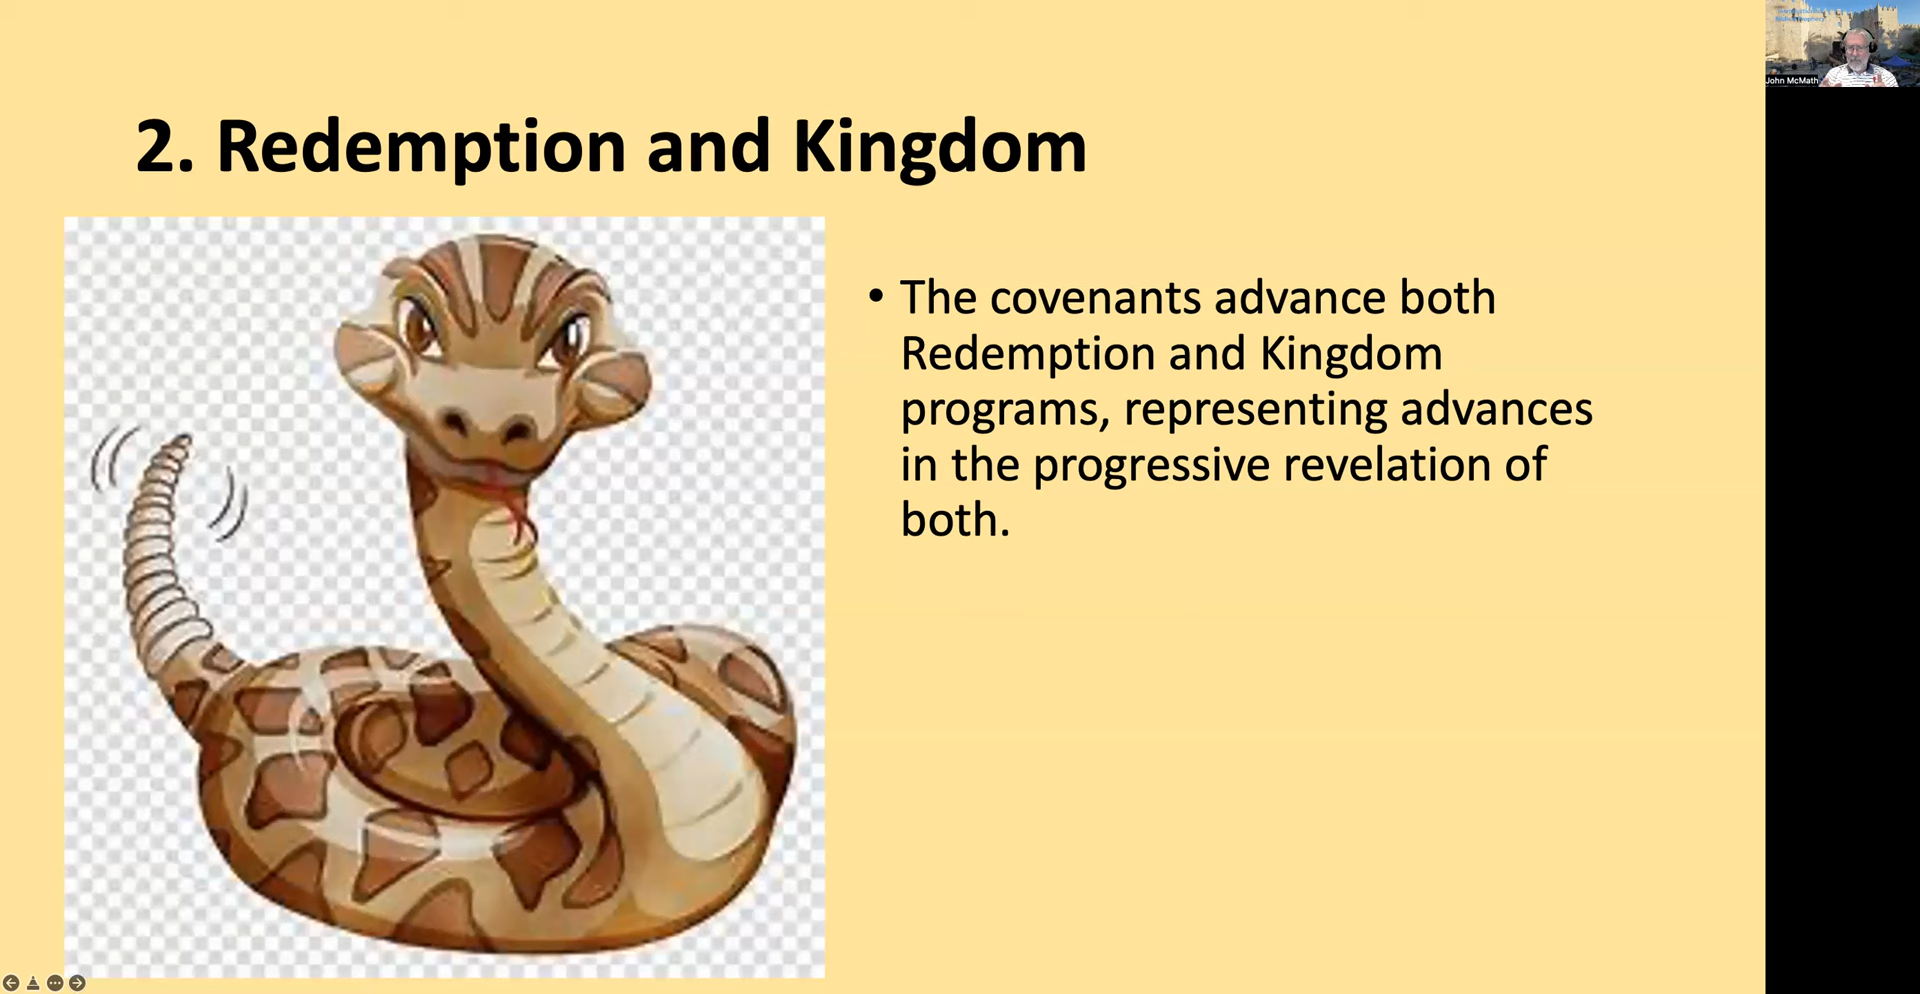 2. Redemption and Kingdom
• The covenants advance both
Redemption and Kingdom
programs, representing advances
in the progressive revelation of
both.
John McMath